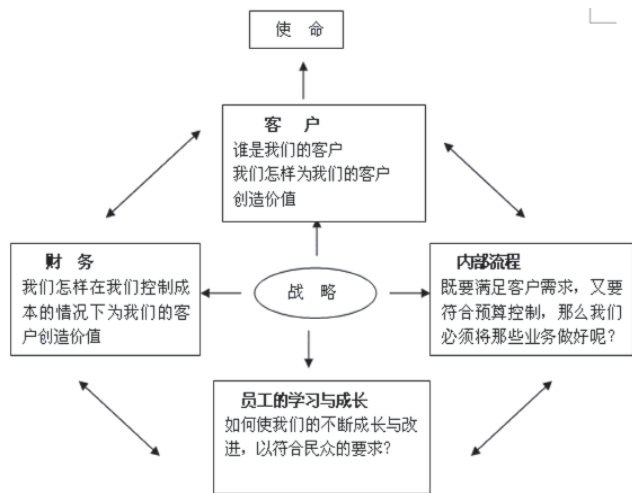 使 命
客 户
谁是我们的客户
我们怎样为我们的客户
创造价值
财 务
我们怎样在我们控制成
本的情况下为我们的客
户创造价值
战 略
内部流程
既要满足客户需求，又要
符合预算控制，那么我们
必须将那些业务做好呢？
员工的学习与成长
如何使我们的不断成长与改
进，以符合民众的要求？